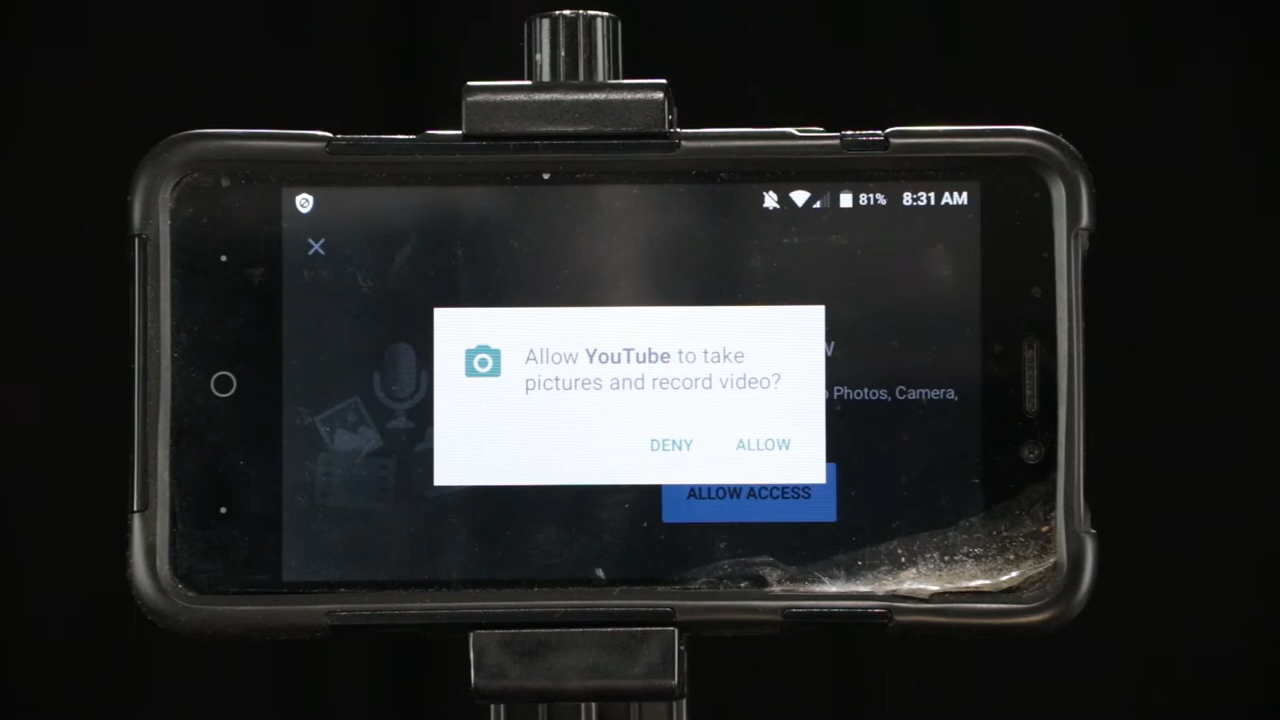 81% 8:31 AM
Allow YouTube to take
pictures and record video?
Photos, Camera,
DENY ALLOW
ALLOW ACCESS